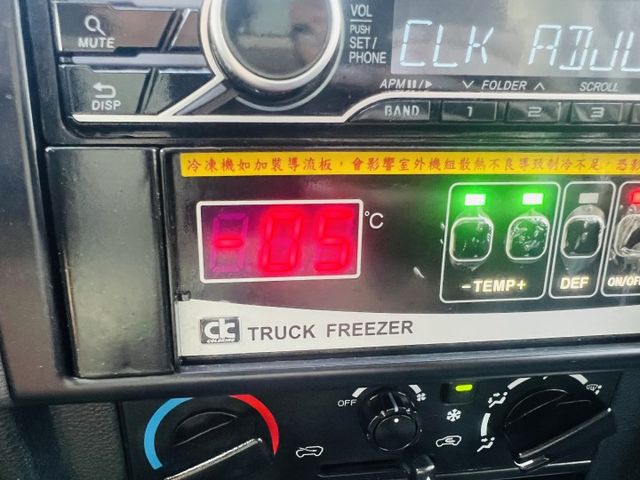 MUTE
VOL
PUSH
SET/
PHONE
CLK ADJU
DISP
APM II/▶
FOLDER
SCROLL
BAND
1
2
3
冷凍機如加裝導流板，會影響室外機組散熱不良導致制冷不足，恐影
-05 °C
- TEMP +
DEF
ON/OF
TRUCK FREEZER
OFF